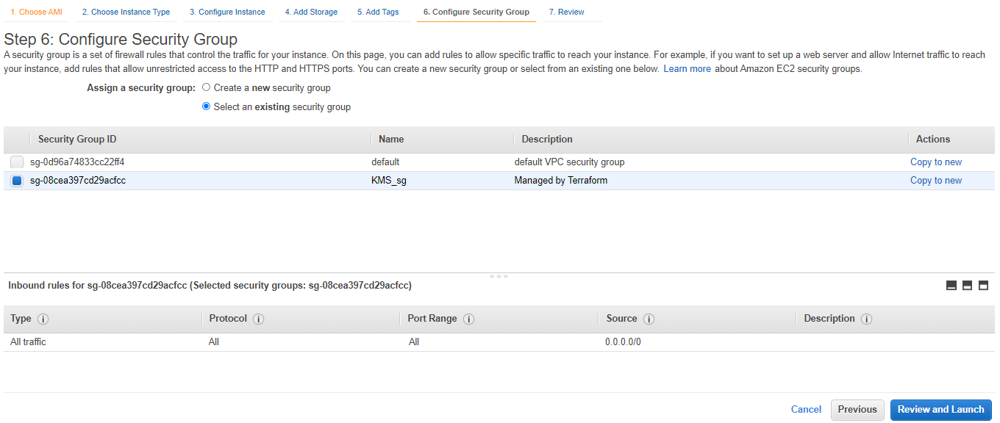 1. Choose AMI 2. Choose Instance Type 3. Configure Instance 4. Add Storage 5. Add Tags 6. Configure Security Group 7. Review
Step 6: Configure Security Group
A security group is a set of firewall rules that control the traffic for your instance. On this page, you can add rules to allow specific traffic to reach your instance. For example, if you want to set up a web server and allow Internet traffic to reach
your instance, add rules that allow unrestricted access to the HTTP and HTTPS ports. You can create a new security group or select from an existing one below. Learn more about Amazon EC2 security groups.
Assign a security group: Create a new security group
Select an existing security group
Security Group ID Name Description Actions
sg-0d96a74833cc22ff4 default default VPC security group Copy to new
sg-08cea397cd29acfcc KMS_sg Managed by Terraform Copy to new
Inbound rules for sg-08cea397cd29acfcc (Selected security groups: sg-08cea397cd29acfcc)
Type i Protocol i Port Range i Source i Description i
All traffic All All 0.0.0.0/0
Cancel Previous Review and Launch